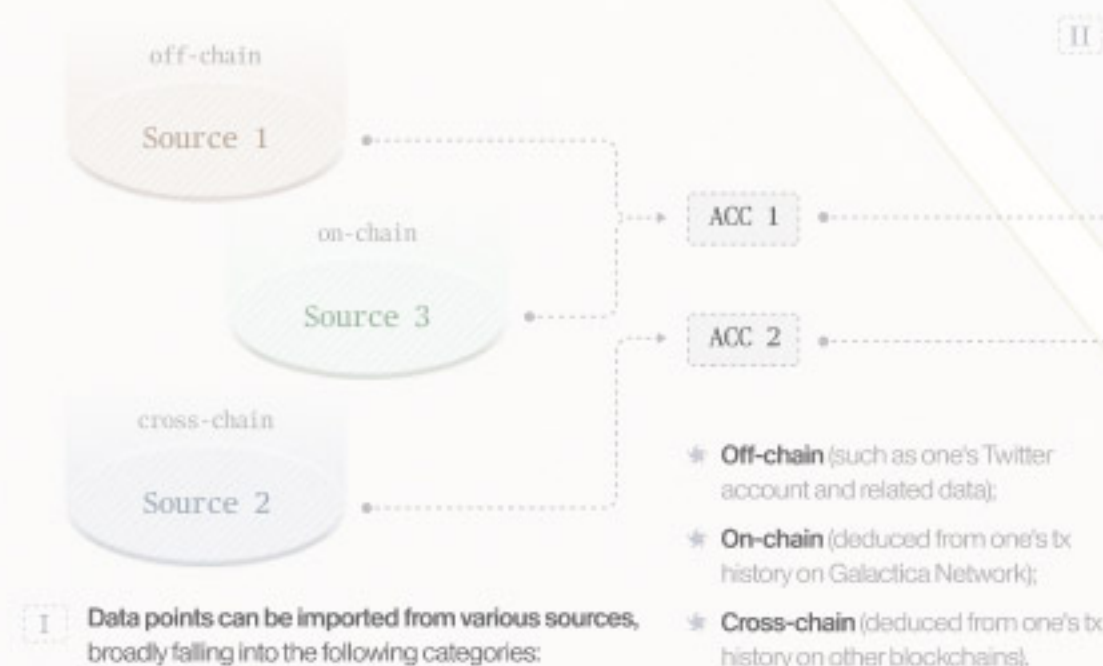 II
off-chain
Source 1
on-chain
Source 3
cross-chain
Source 2
ACC 1
ACC 2
I
Data points can be imported from various sources,
broadly falling into the following categories:
Off-chain (such as one's Twitter
account and related data);
On-chain (deduced from one's tx
history on Galactica Network);
Cross-chain (deduced from one's tx
history on other blockchains).